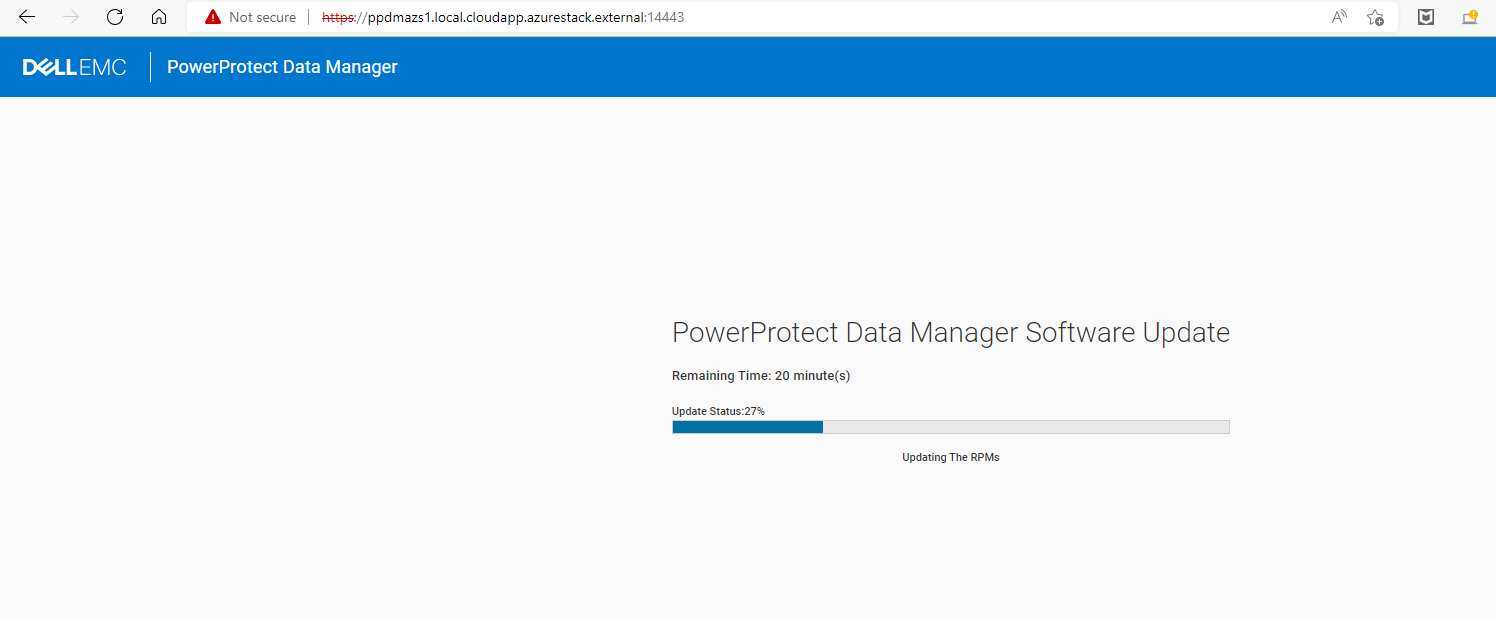 Not secure https://ppdmazs1.local.cloudapp.azurestack.external:14443
DELLEMC PowerProtect Data Manager
PowerProtect Data Manager Software Update
Remaining Time: 20 minute(s)
Update Status:27%
Updating The RPMs